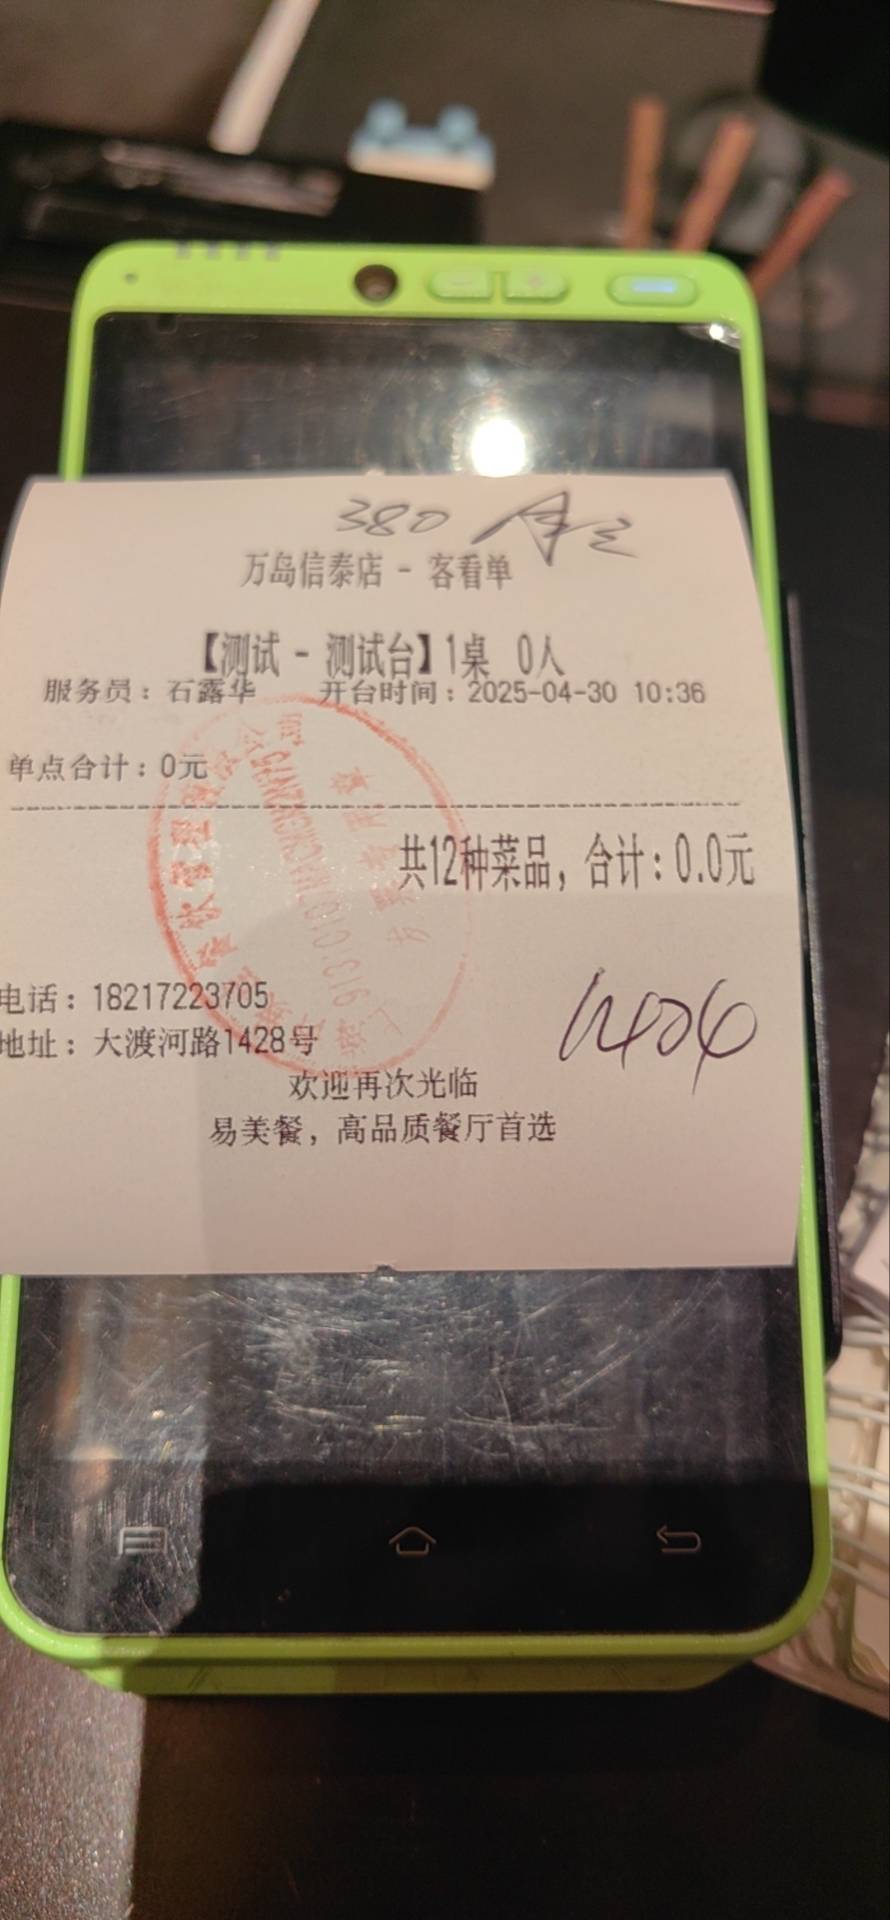 380
万岛信泰店 - 客看单
【测试 - 测试台】1桌 0人
服务员：石露华 开台时间：2025-04-30 10:36
单点合计：0元
共12种菜品，合计：0.0元
电话：18217223705
地址：大渡河路1428号
欢迎再次光临
易美餐，高品质餐厅首选